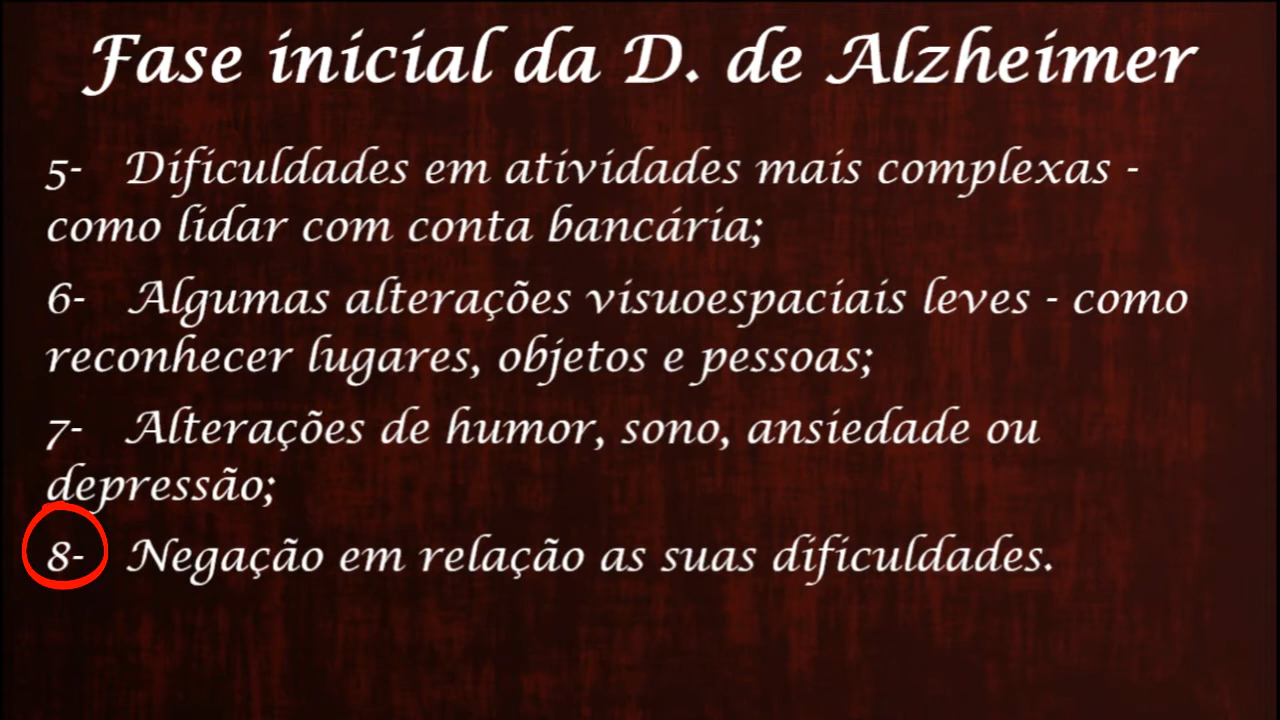 Fase inicial da D. de Alzheimer
5- Dificuldades em atividades mais complexas -
como lidar com conta bancária;
6- Algumas alterações visuoespaciais leves - como
reconhecer lugares, objetos e pessoas;
7- Alterações de humor, sono, ansiedade ou
depressão;
8- Negação em relação as suas dificuldades.